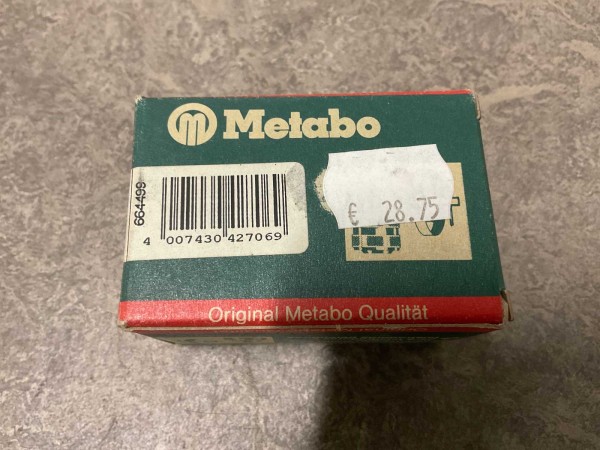 Metabo
€ 28.75
664499
4 007430 427069
Original Metabo Qualität